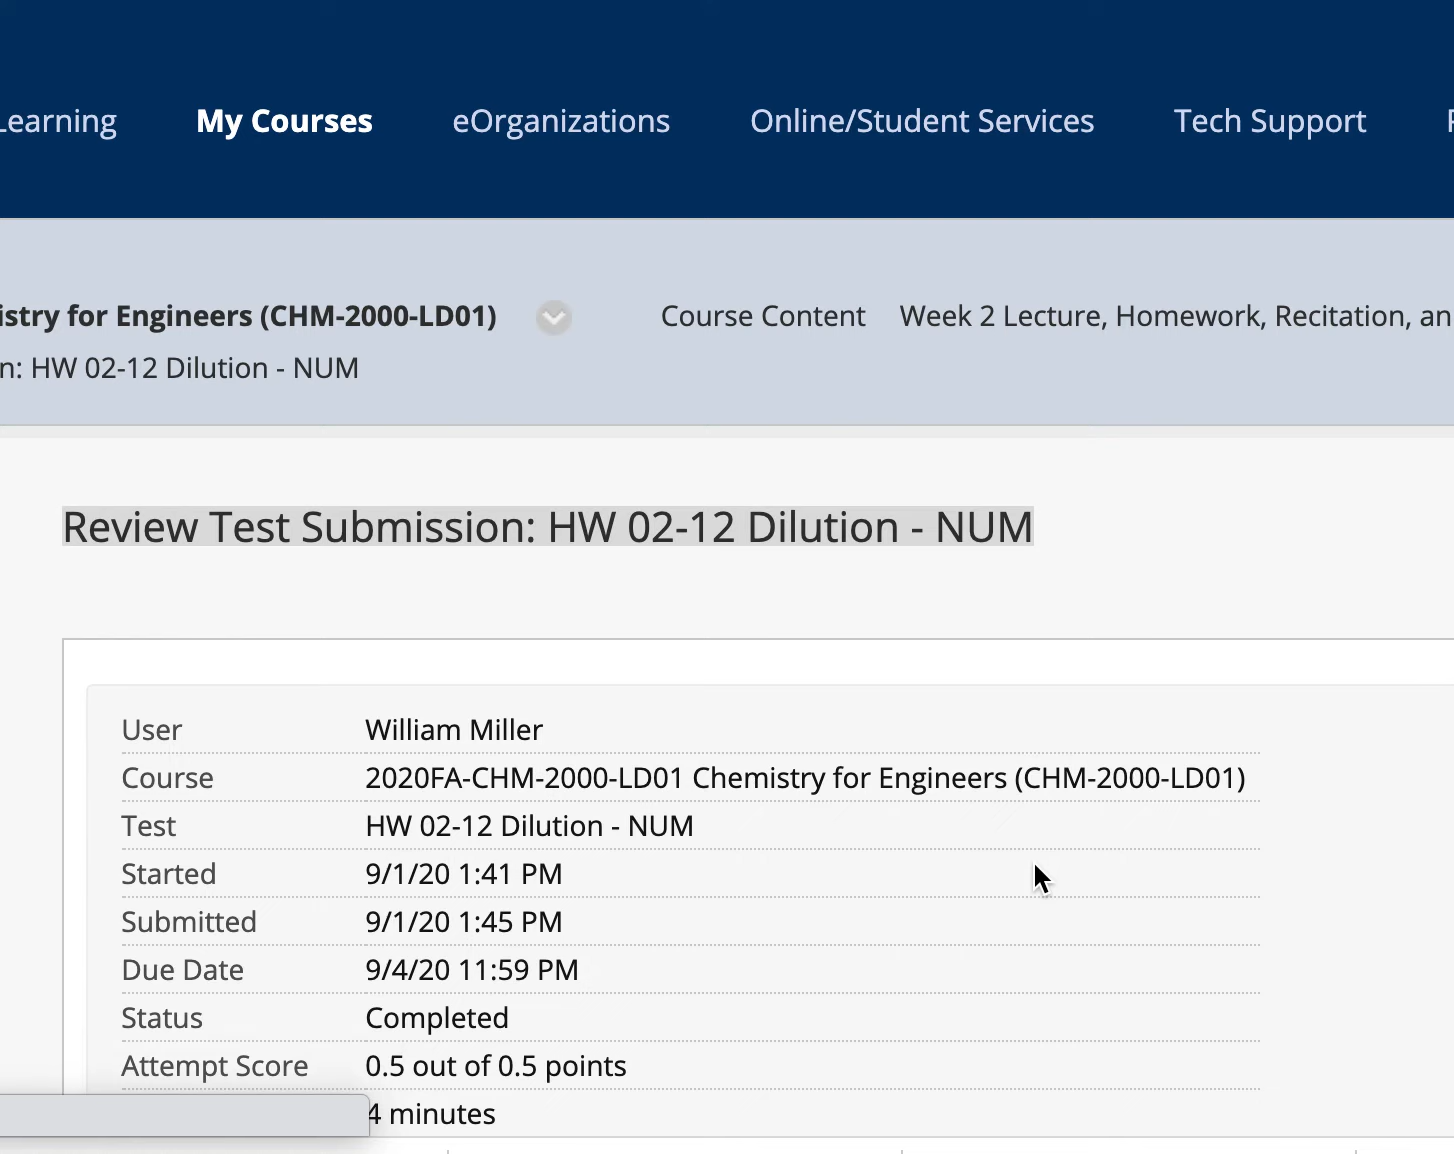 Learning My Courses eOrganizations Online/Student Services Tech Support
istry for Engineers (CHM-2000-LD01) Course Content Week 2 Lecture, Homework, Recitation, an
n: HW 02-12 Dilution - NUM
Review Test Submission: HW 02-12 Dilution - NUM
User William Miller
Course 2020FA-CHM-2000-LD01 Chemistry for Engineers (CHM-2000-LD01)
Test HW 02-12 Dilution - NUM
Started 9/1/20 1:41 PM
Submitted 9/1/20 1:45 PM
Due Date 9/4/20 11:59 PM
Status Completed
Attempt Score 0.5 out of 0.5 points
4 minutes